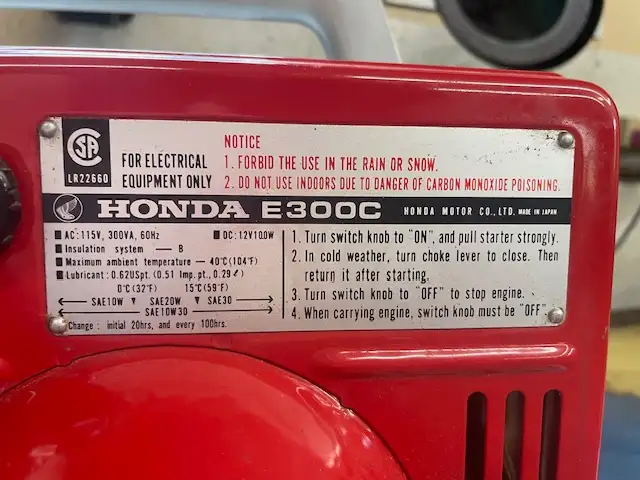 NOTICE
FOR ELECTRICAL
EQUIPMENT ONLY
1. FORBID THE USE IN THE RAIN OR SNOW.
2. DO NOT USE INDOORS DUE TO DANGER OF CARBON MONOXIDE POISONING.
SA
LR22660
HONDA E300C HONDA MOTOR CO., LTD. MADE IN JAPAN
■ AC: 115V, 300VA, 60Hz ■ DC: 12V100W
■ Insulation system — B
■ Maximum ambient temperature — 40°C (104°F)
■ Lubricant: 0.62USpt. (0.51 Imp. pt., 0.29 ℓ)
0°C (32°F) 15°C (59°F)
SAE10W SAE20W SAE30
SAE10W30
Change : initial 20hrs, and every 100hrs.
1. Turn switch knob to "ON", and pull starter strongly.
2. In cold weather, turn choke lever to close. Then
return it after starting.
3. Turn switch knob to "OFF" to stop engine.
4. When carrying engine, switch knob must be "OFF"